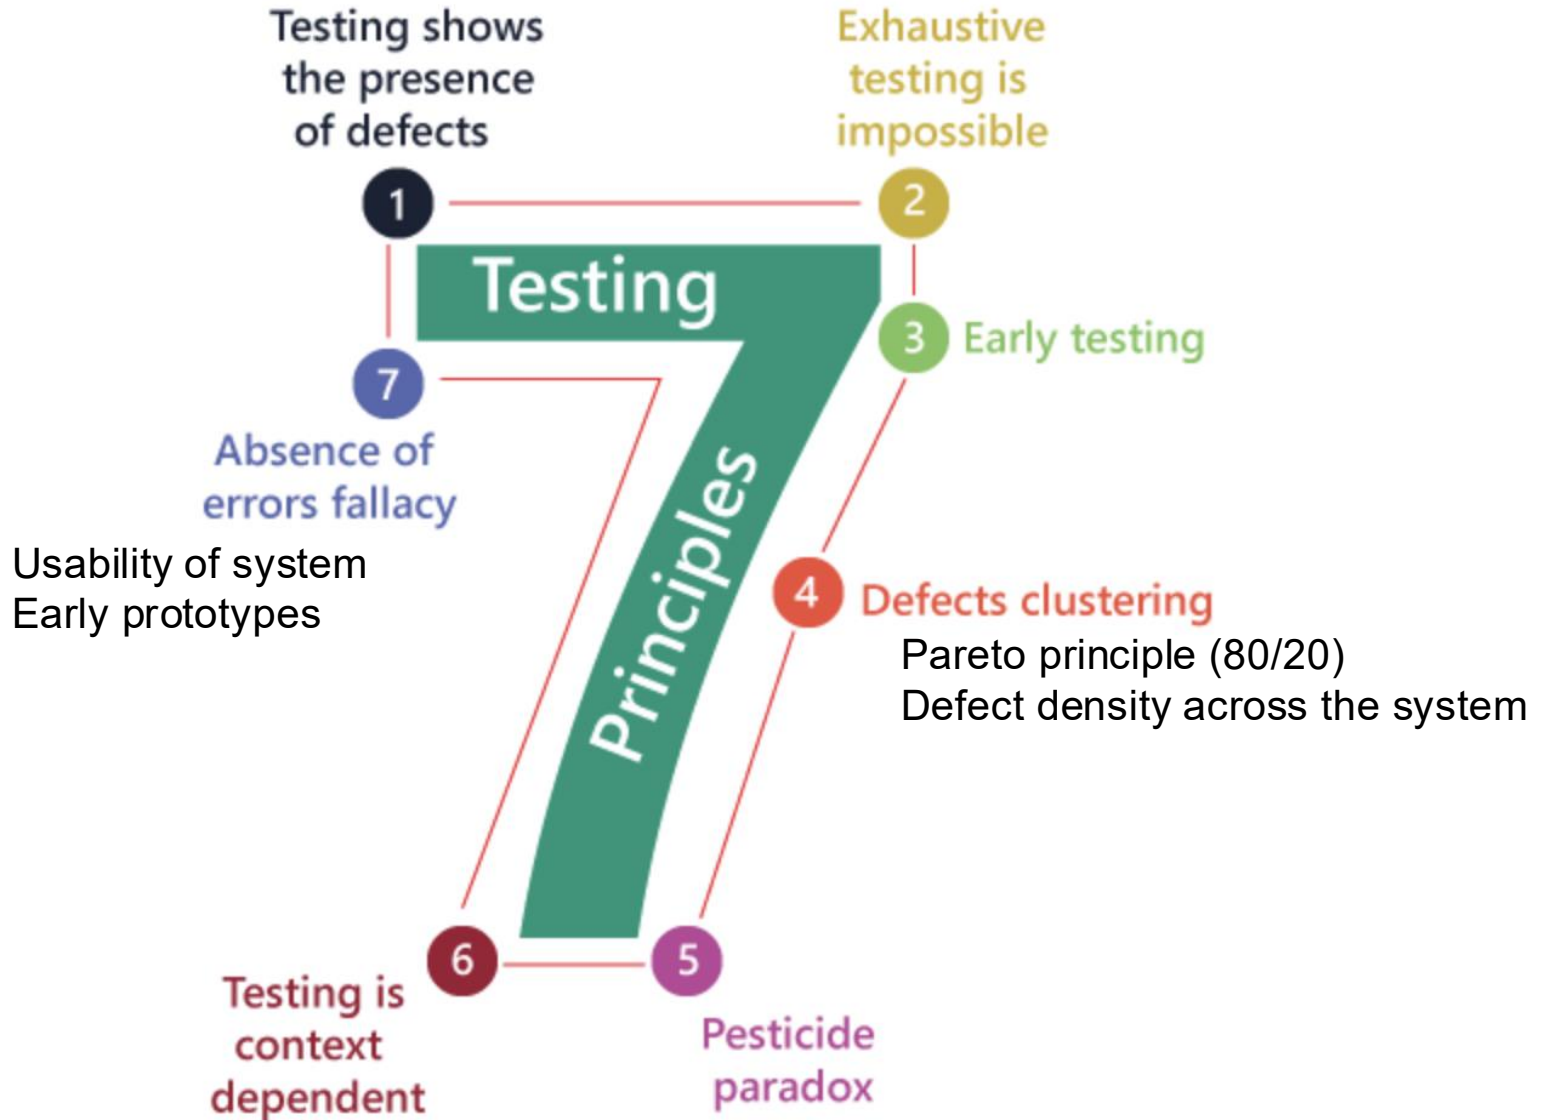 Testing shows
the presence
of defects
Exhaustive
testing is
impossible
1
2
Testing
3
Early testing
7
Absence of
errors fallacy
Usability of system
Early prototypes
Principles
4
Defects clustering
Pareto principle (80/20)
Defect density across the system
6
5
Testing is
context
dependent
Pesticide
paradox